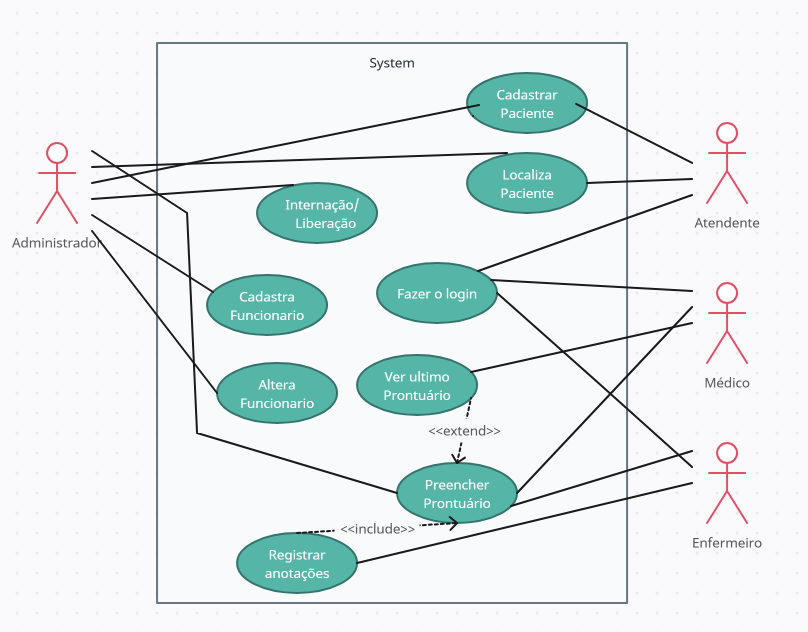 System
Cadastrar
Paciente
Localiza
Paciente
Internação/
Liberação
Administrador
Atendente
Cadastra
Funcionario
Fazer o login
Altera
Funcionario
Ver ultimo
Prontuário
Médico
<<extend>>
Preencher
Prontuário
<<include>>
Registrar
anotações
Enfermeiro